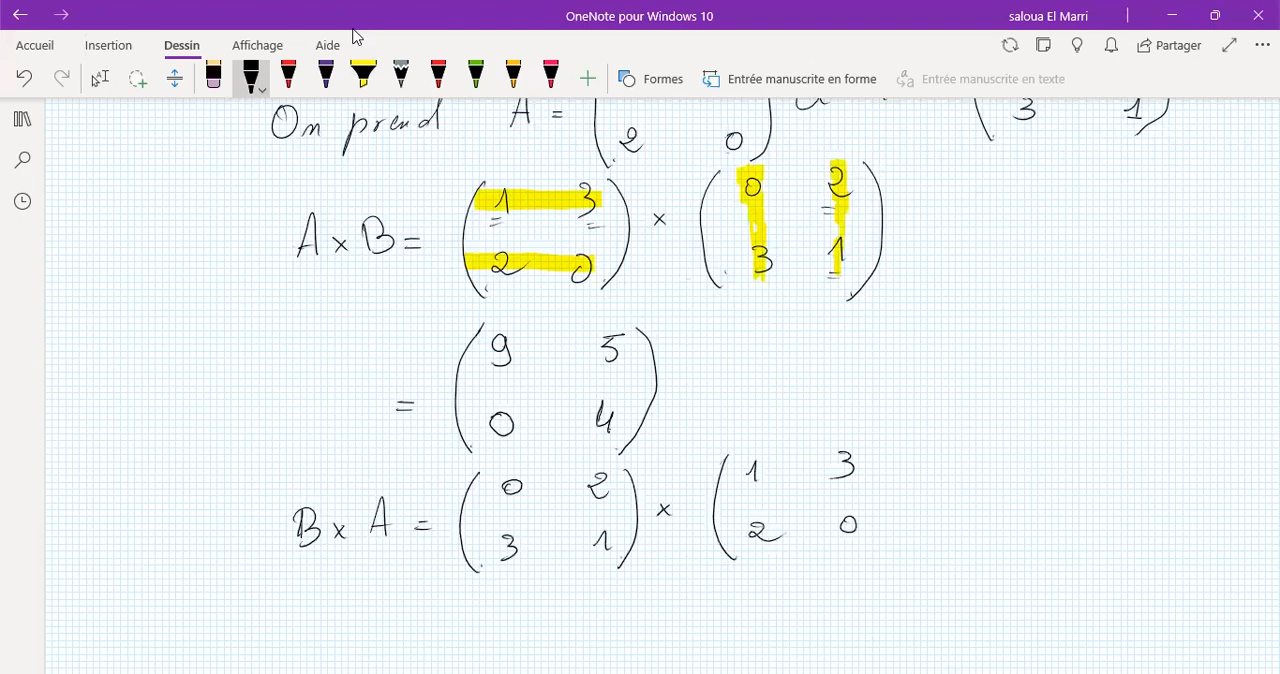 OneNote pour Windows 10
saloua El Marri
Accueil Insertion Dessin Affichage Aide Partager
Formes Entrée manuscrite en forme Entrée manuscrite en texte
On prend A = ( 3 1 )
2 0
A × B = ( 1 3 ) × ( 0 2 )
2 0 3 1
= ( 9 5 )
0 4
B × A = ( 0 2 ) × ( 1 3
3 1 2 0